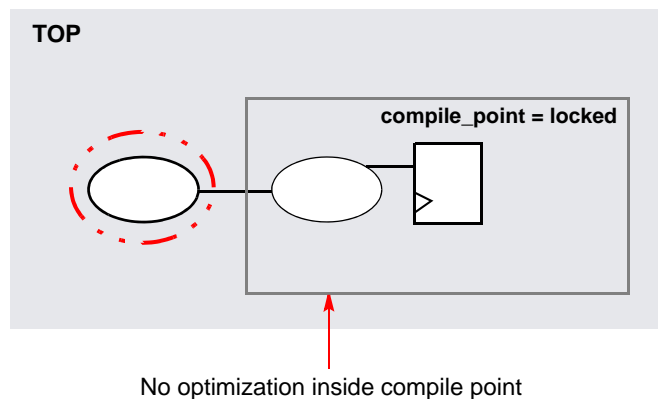 TOP
compile_point = locked
No optimization inside compile point